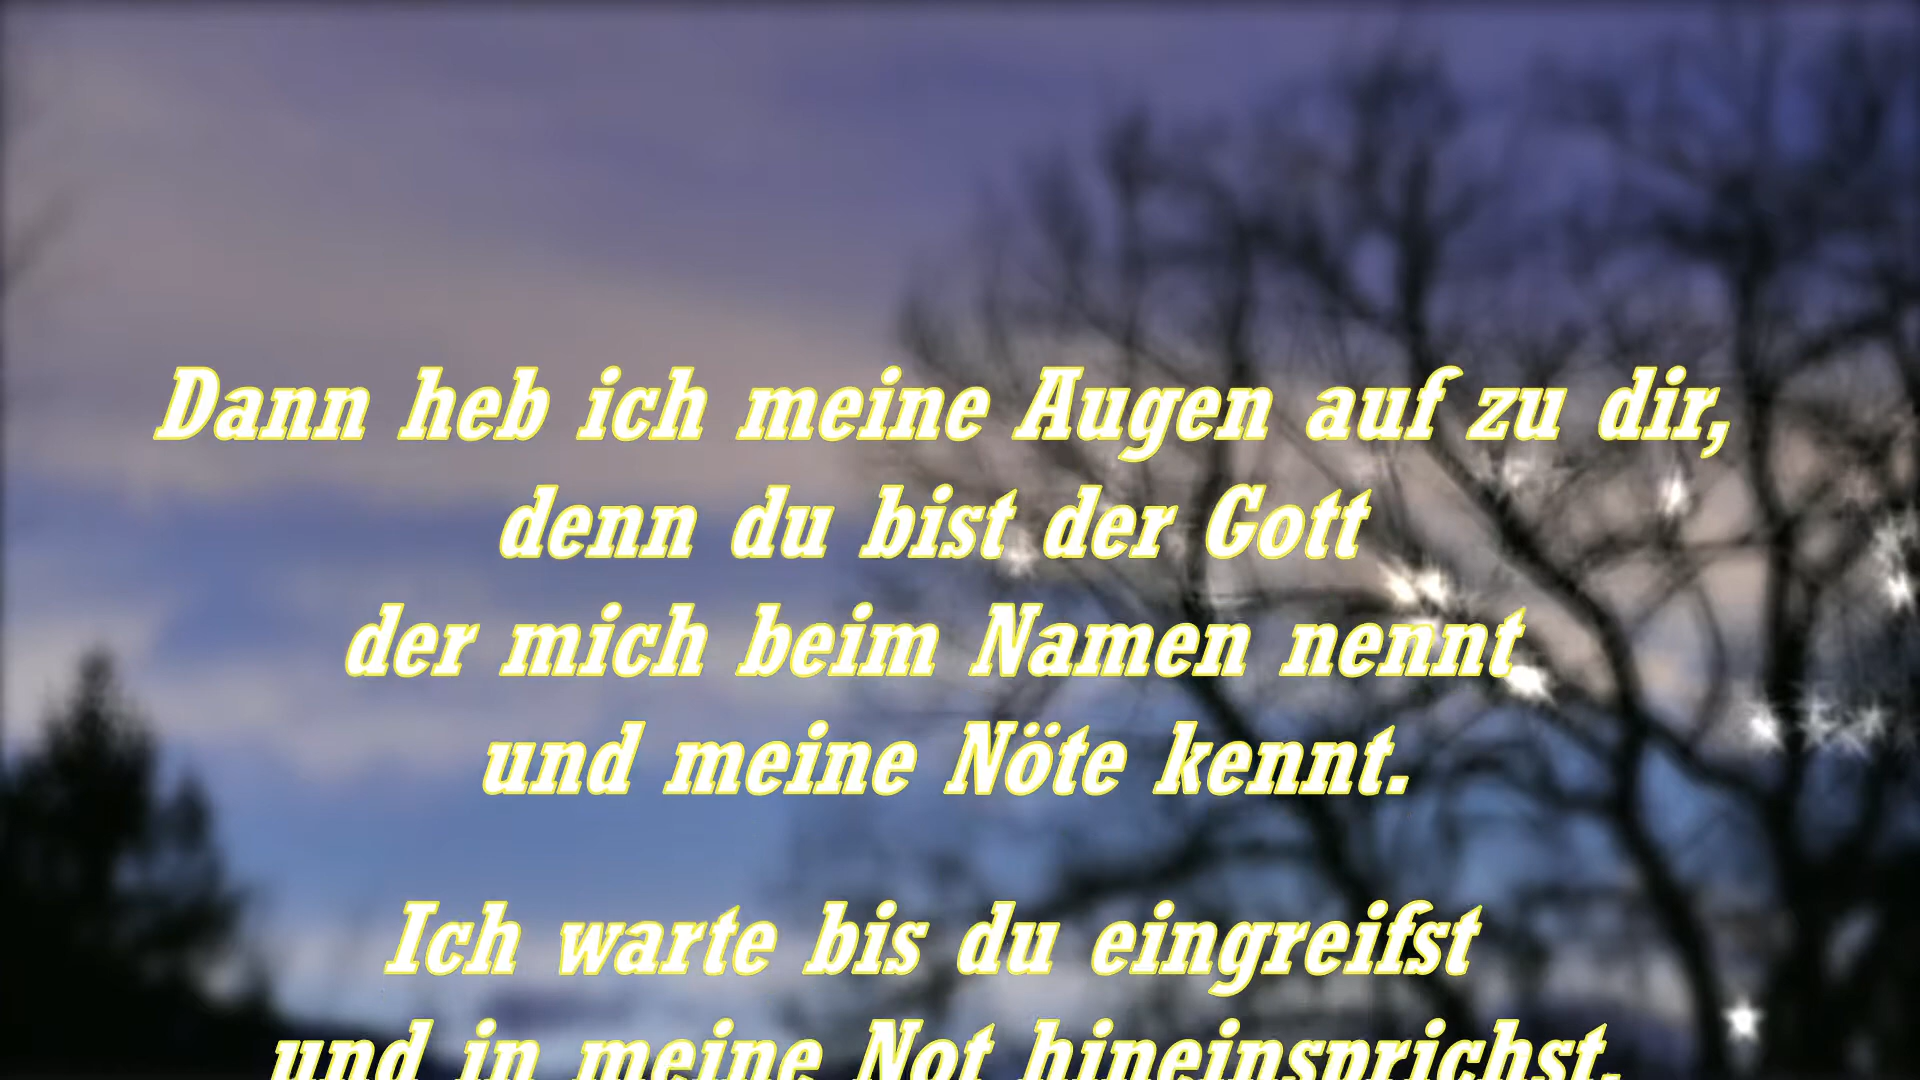 Dann heb ich meine Augen auf zu dir,
denn du bist der Gott
der mich beim Namen nennt
und meine Nöte kennt.
Ich warte bis du eingreifst
und in meine Not hineinsprichst.